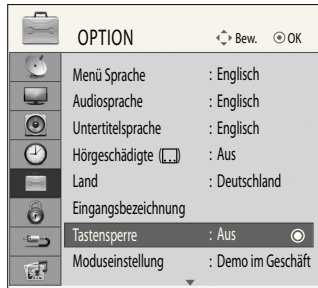 OPTION Bew. OK
Menü Sprache : Englisch
Audiosprache : Englisch
Untertitelsprache : Englisch
Hörgeschädigte ( ) : Aus
Land : Deutschland
Eingangsbezeichnung
Tastensperre : Aus
Moduseinstellung : Demo im Geschäft